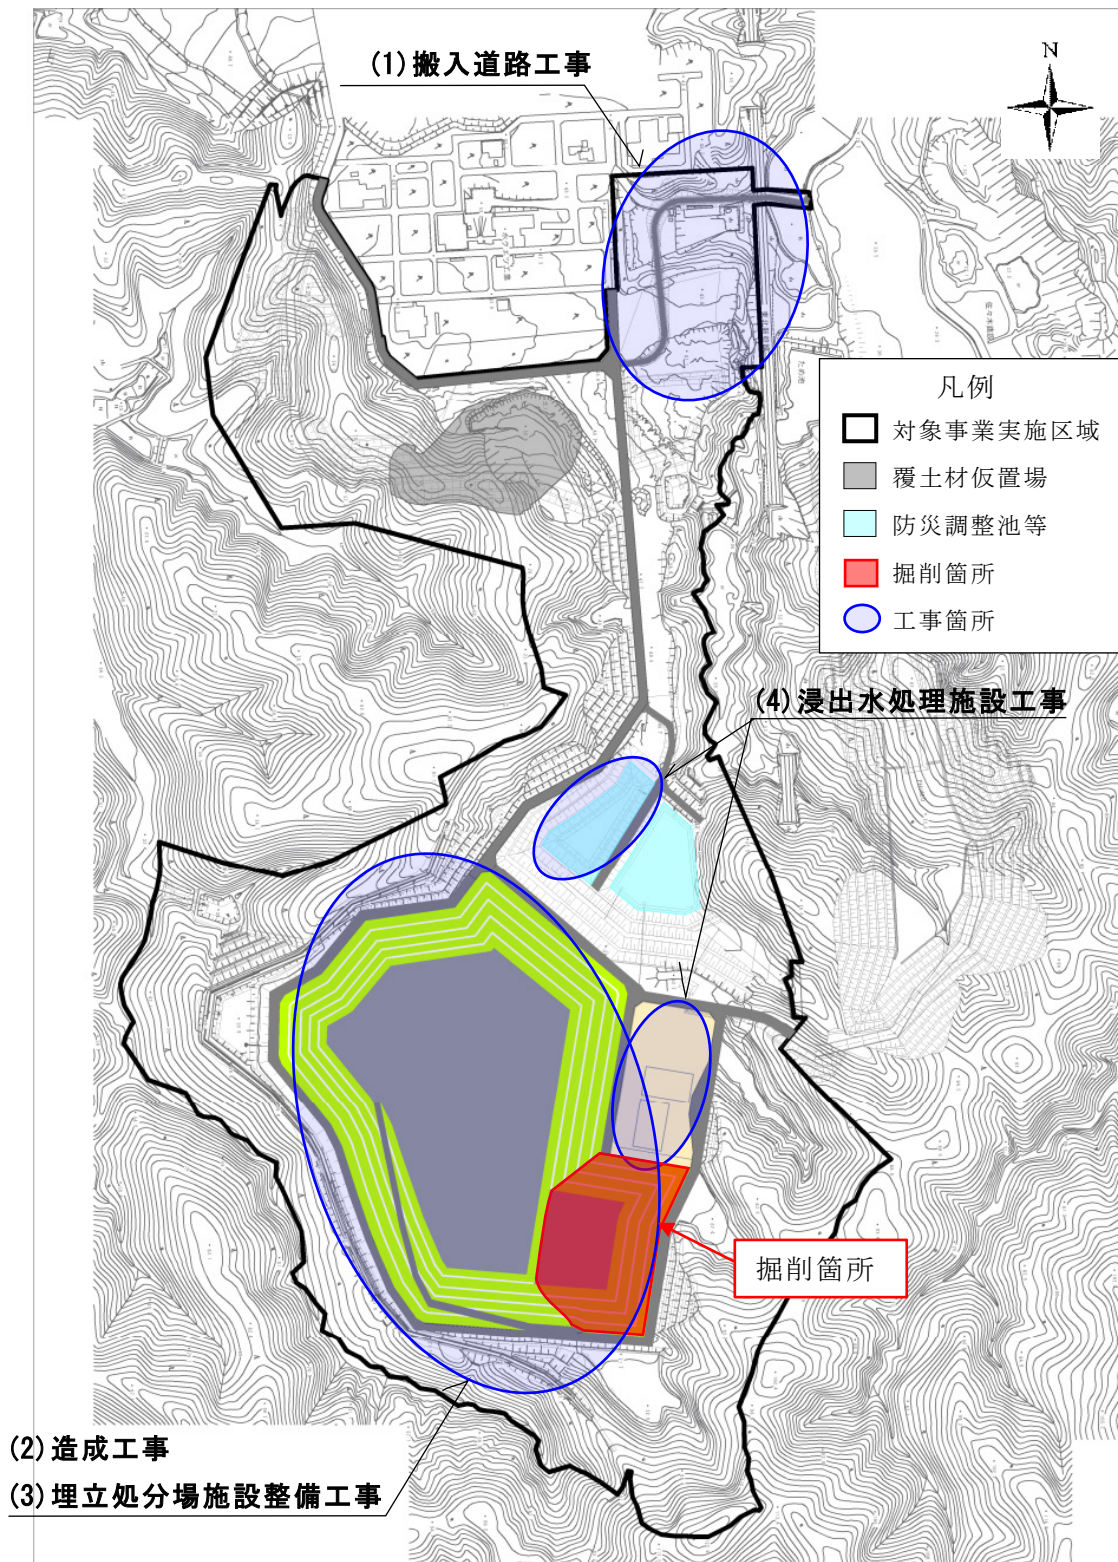 (1)搬入道路工事
N
凡例
対象事業実施区域
覆土材仮置場
防災調整池等
掘削箇所
工事箇所
ため池
(4)浸出水処理施設工事
掘削箇所
(2)造成工事
(3)埋立処分場施設整備工事